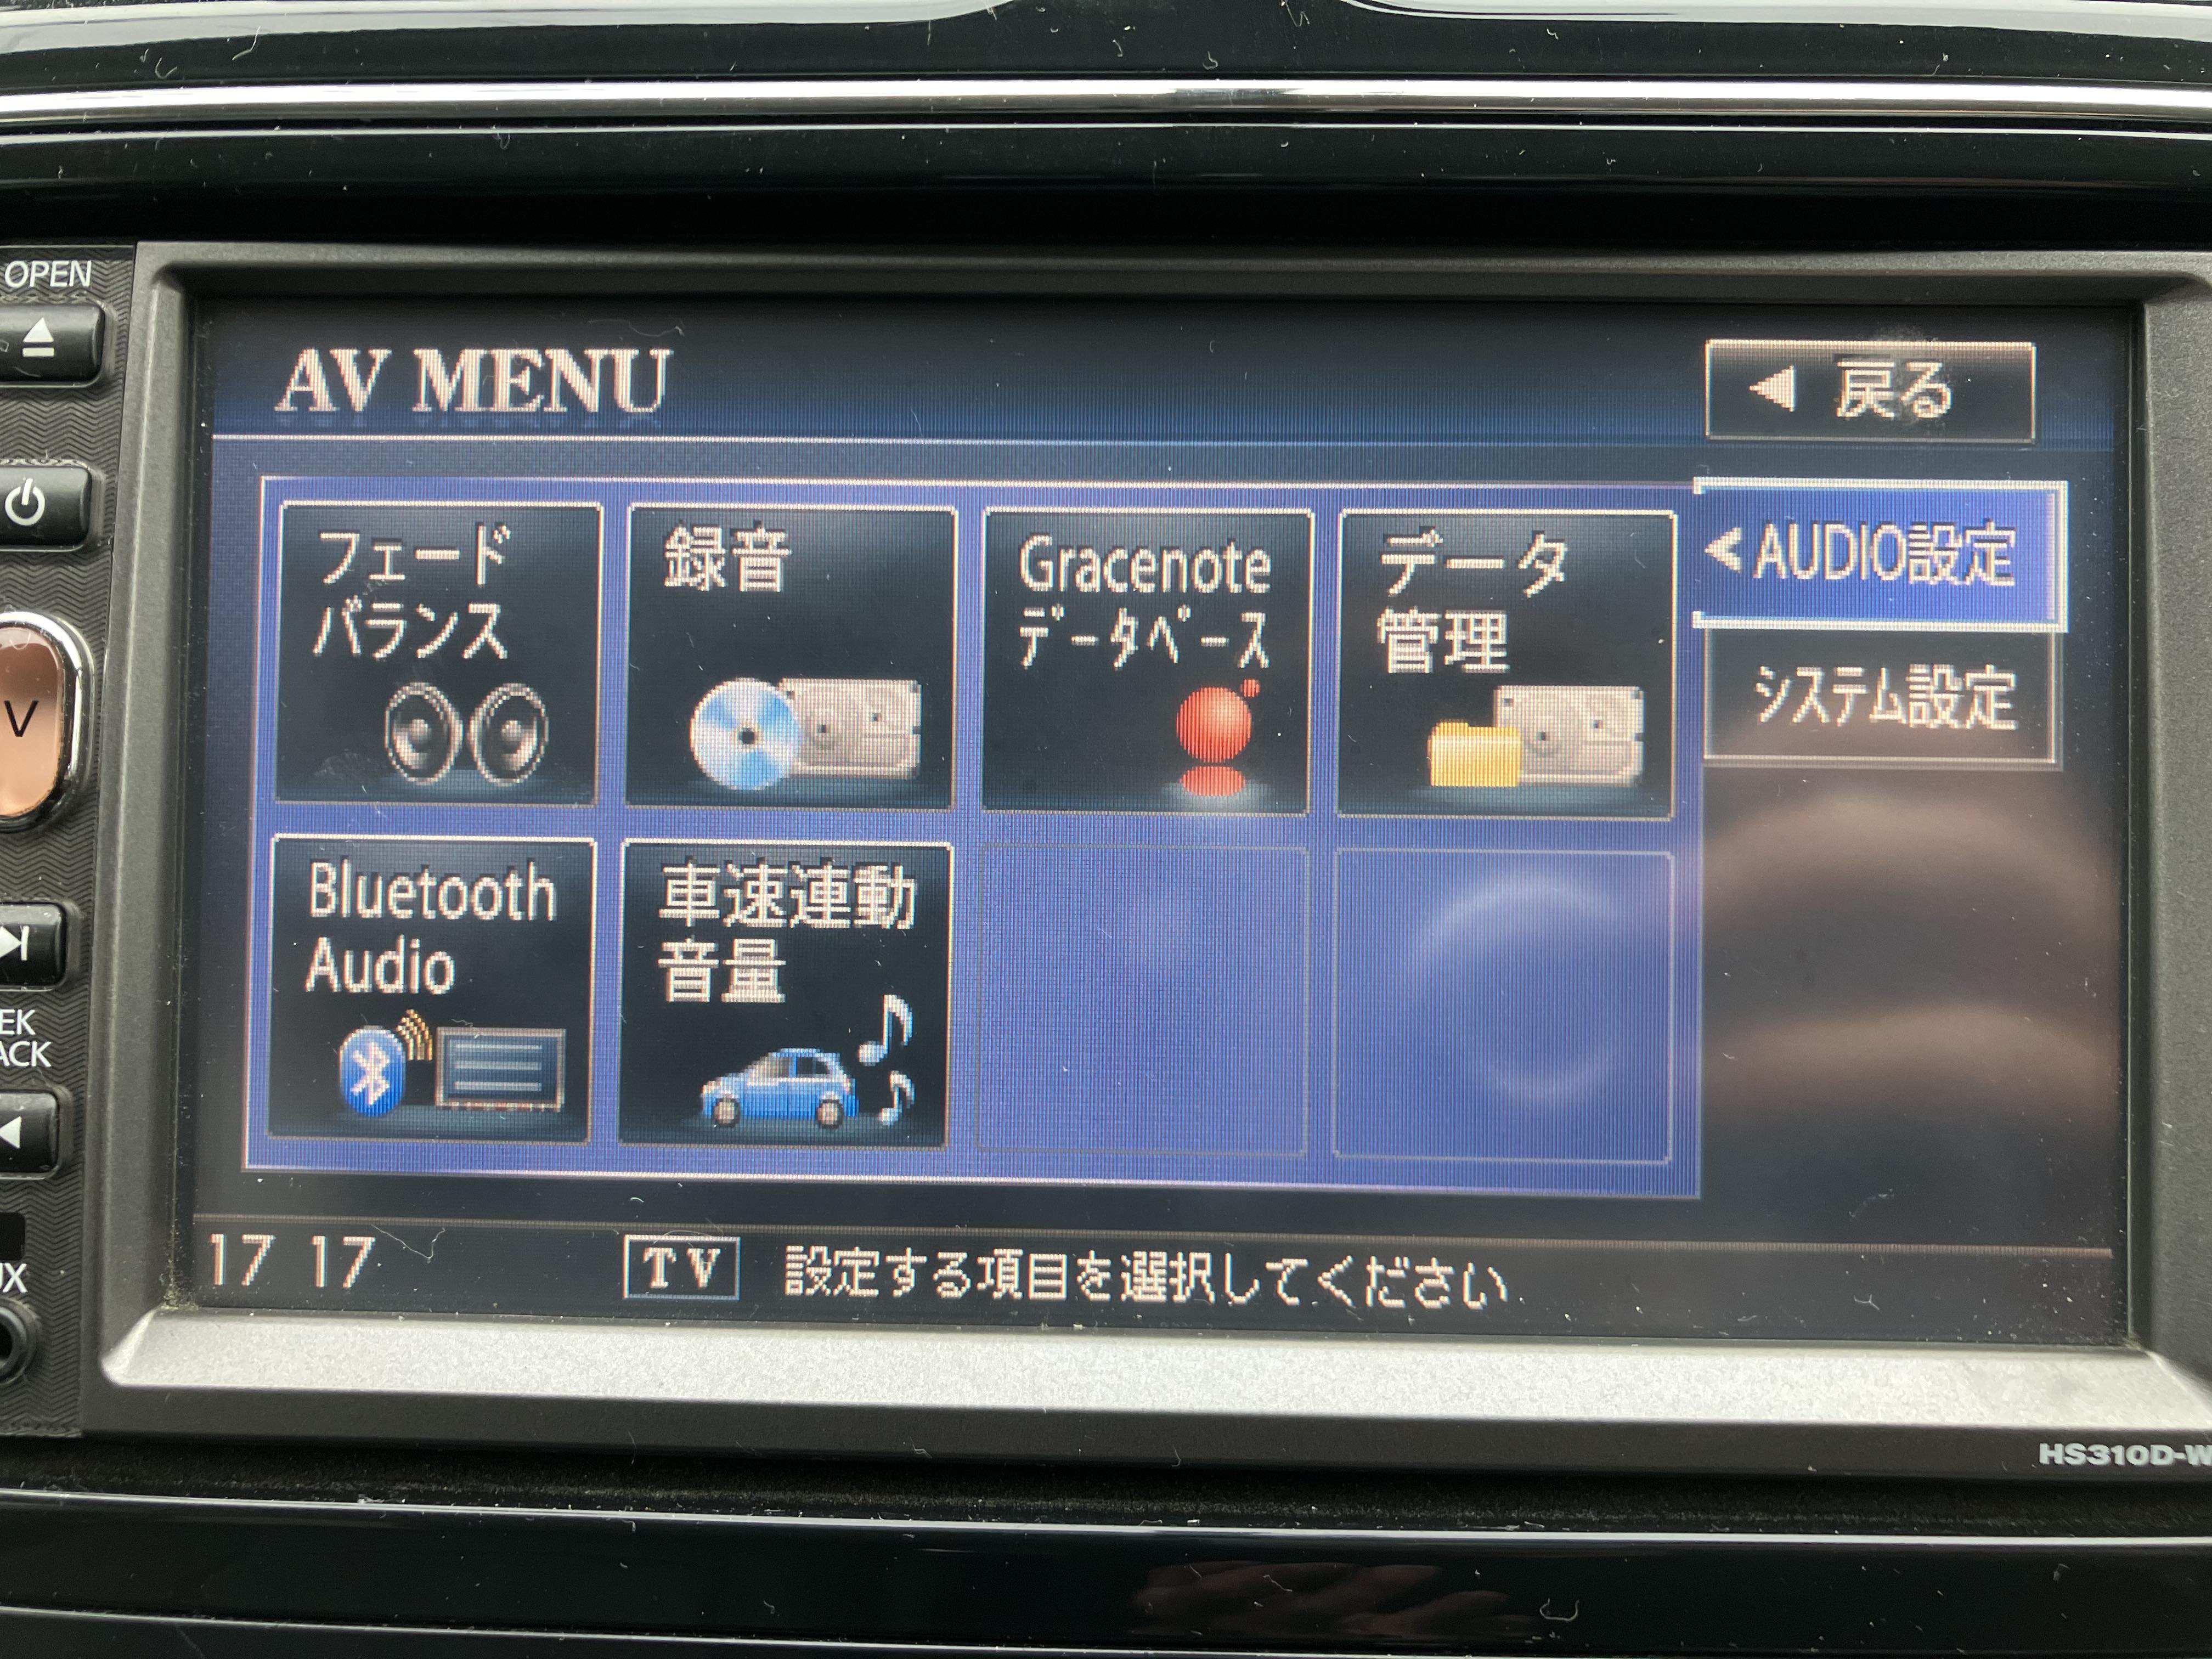 OPEN
AV MENU
戻る
フェード
バランス
録音
Gracenote
データベース
データ
管理
AUDIO設定
システム設定
V
Bluetooth
Audio
車速連動
音量
17 17
TV
設定する項目を選択してください
HS310D-W